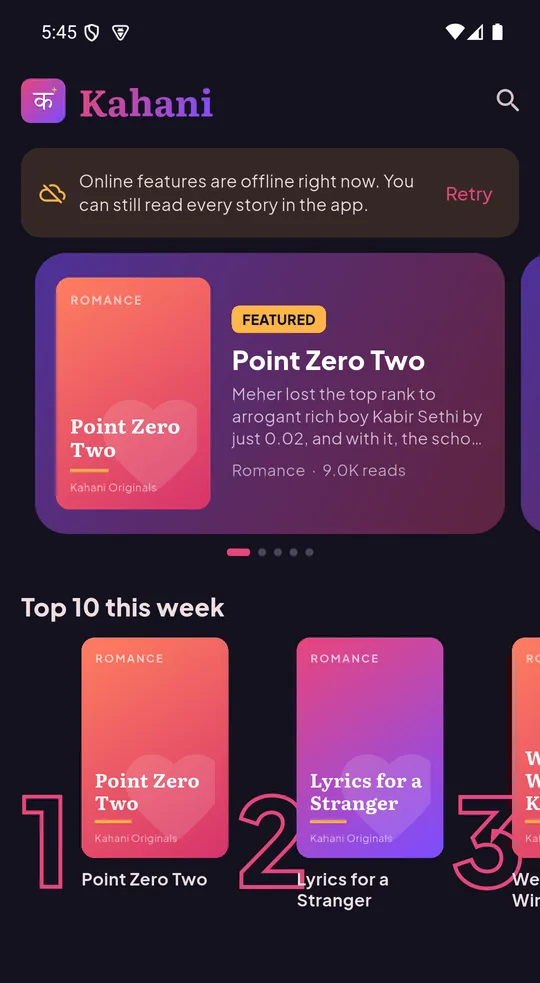 5:45
क Kahani
Online features are offline right now. You
can still read every story in the app.
Retry
ROMANCE
Point Zero
Two
Kahani Originals
FEATURED
Point Zero Two
Meher lost the top rank to
arrogant rich boy Kabir Sethi by
just 0.02, and with it, the scho…
Romance · 9.0K reads
Top 10 this week
1
ROMANCE
Point Zero
Two
Kahani Originals
Point Zero Two
2
ROMANCE
Lyrics for a
Stranger
Kahani Originals
Lyrics for a
Stranger
3